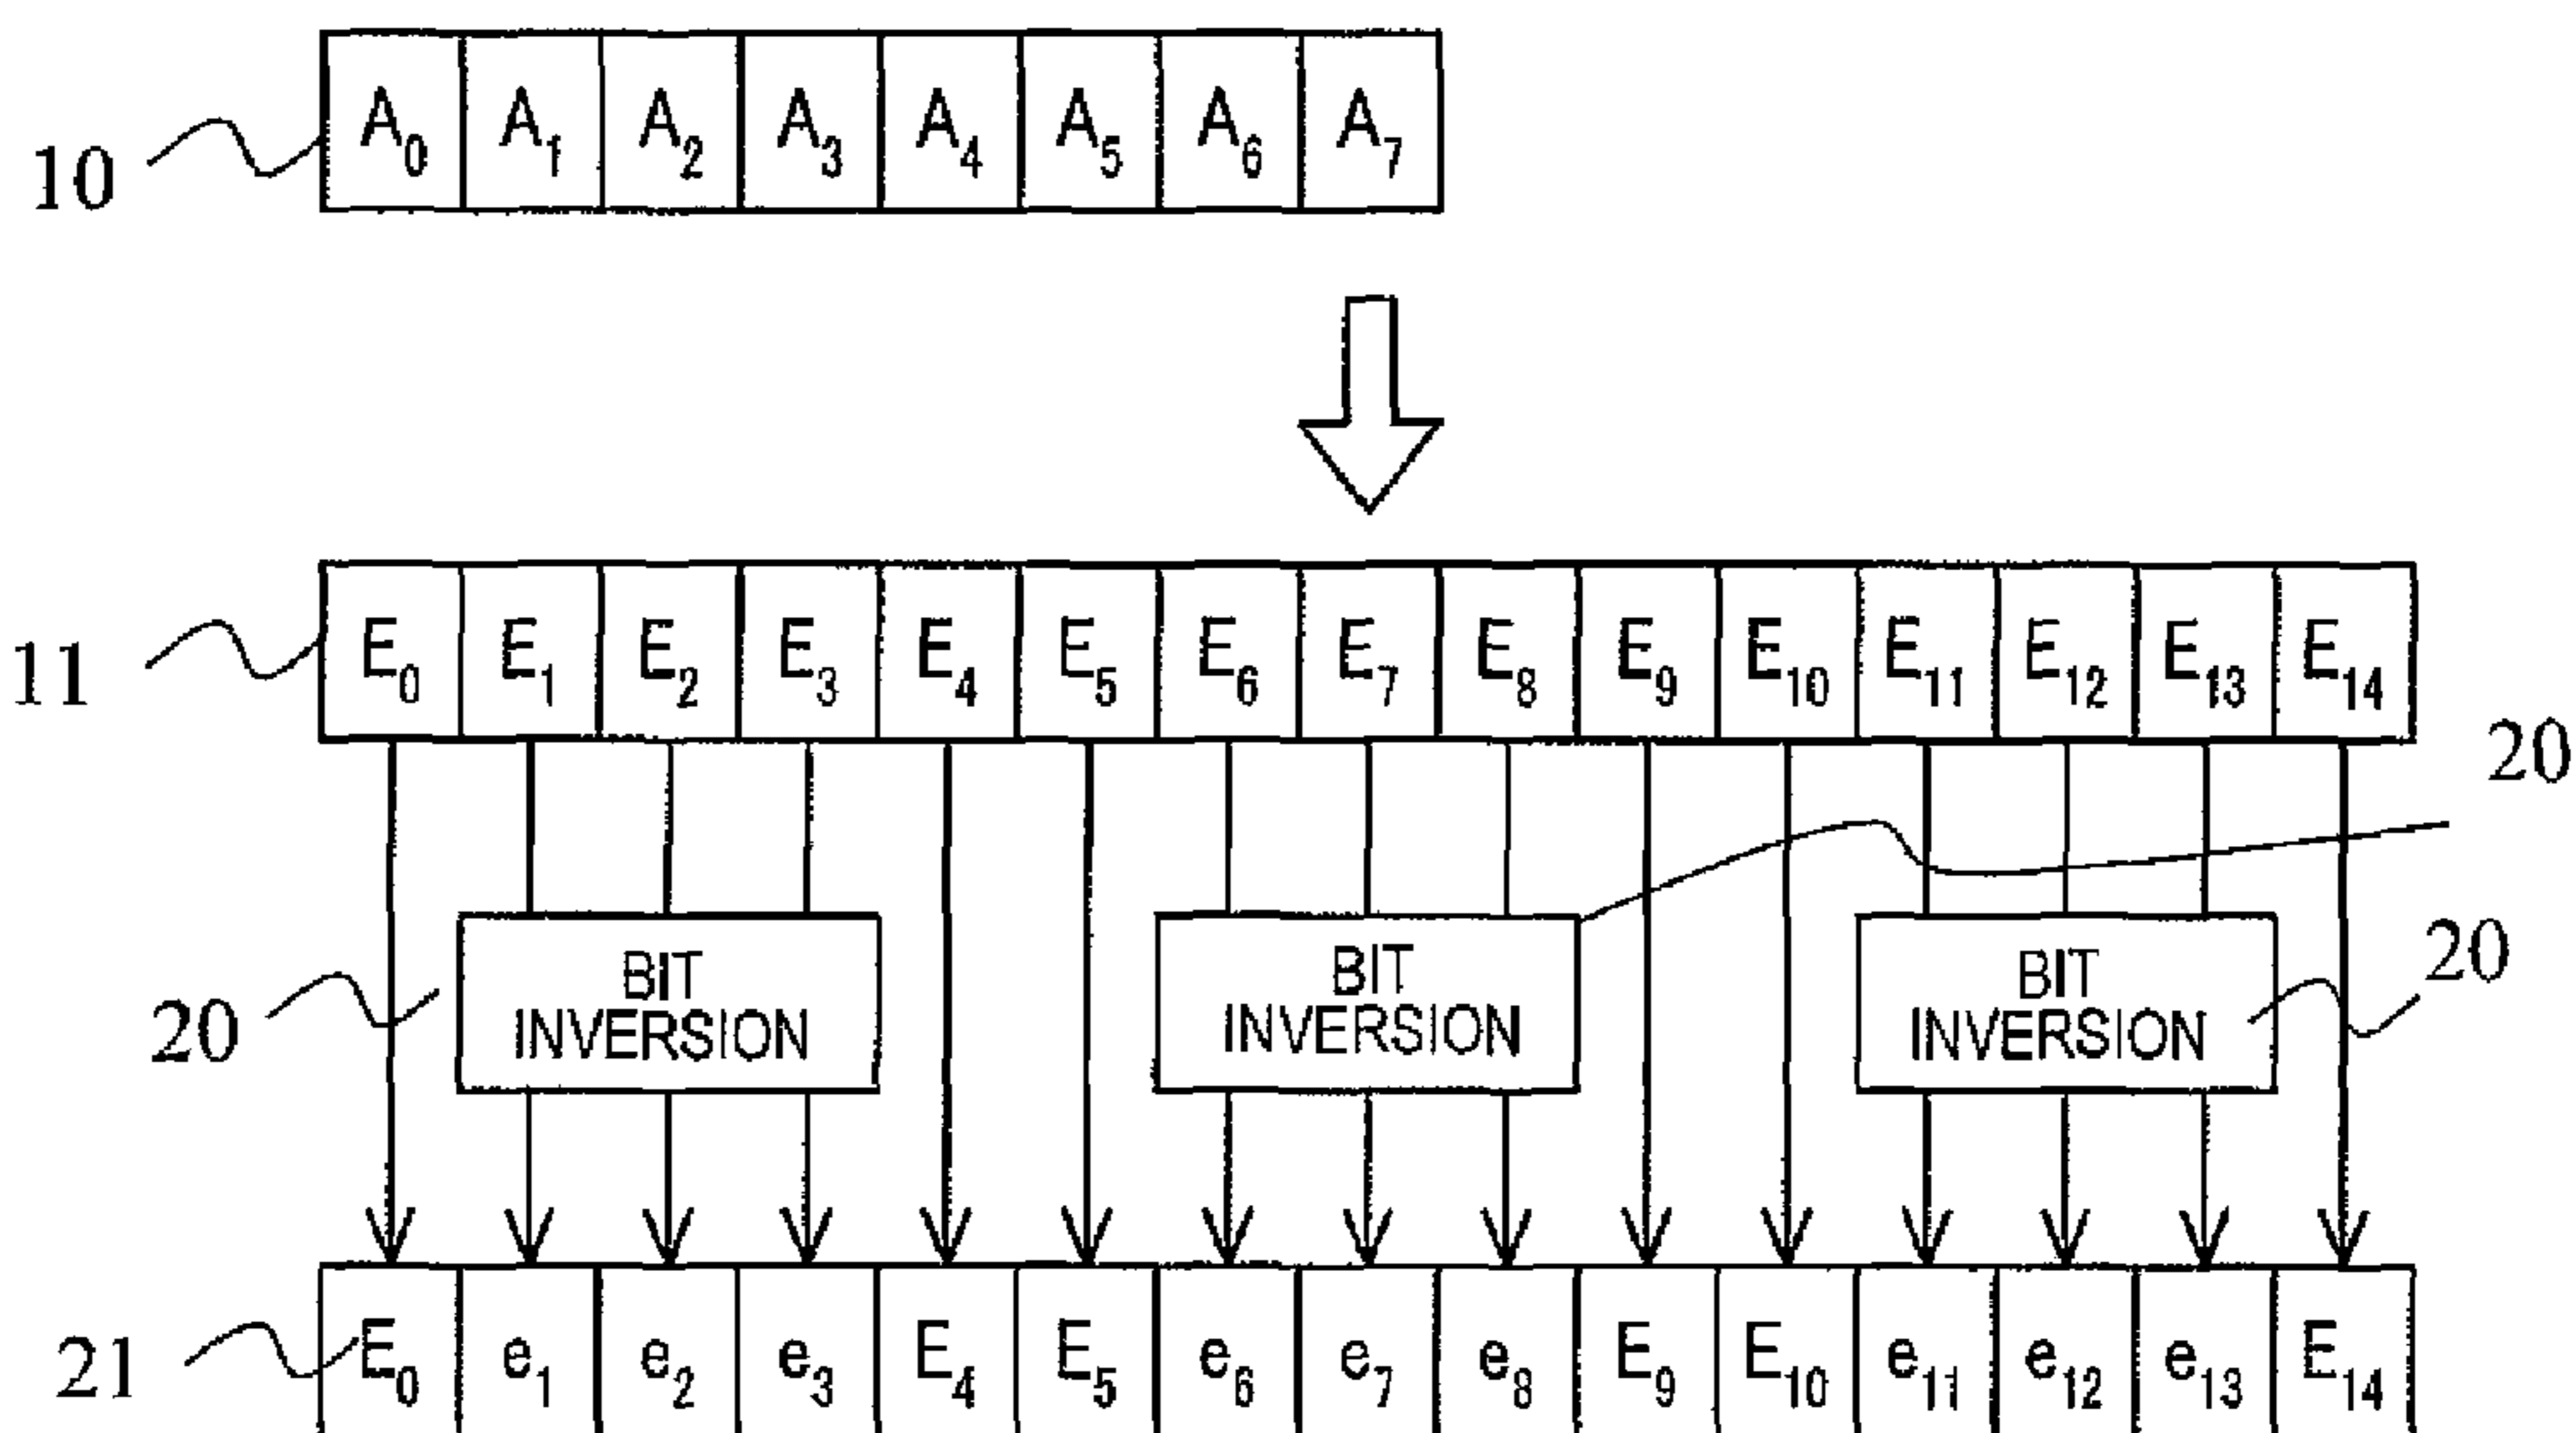 10 A₀ A₁ A₂ A₃ A₄ A₅ A₆ A₇
11 E₀ E₁ E₂ E₃ E₄ E₅ E₆ E₇ E₈ E₉ E₁₀ E₁₁ E₁₂ E₁₃ E₁₄
20
20 BIT INVERSION BIT INVERSION BIT INVERSION 20
21 E₀ e₁ e₂ e₃ E₄ E₅ e₆ e₇ e₈ E₉ E₁₀ e₁₁ e₁₂ e₁₃ E₁₄